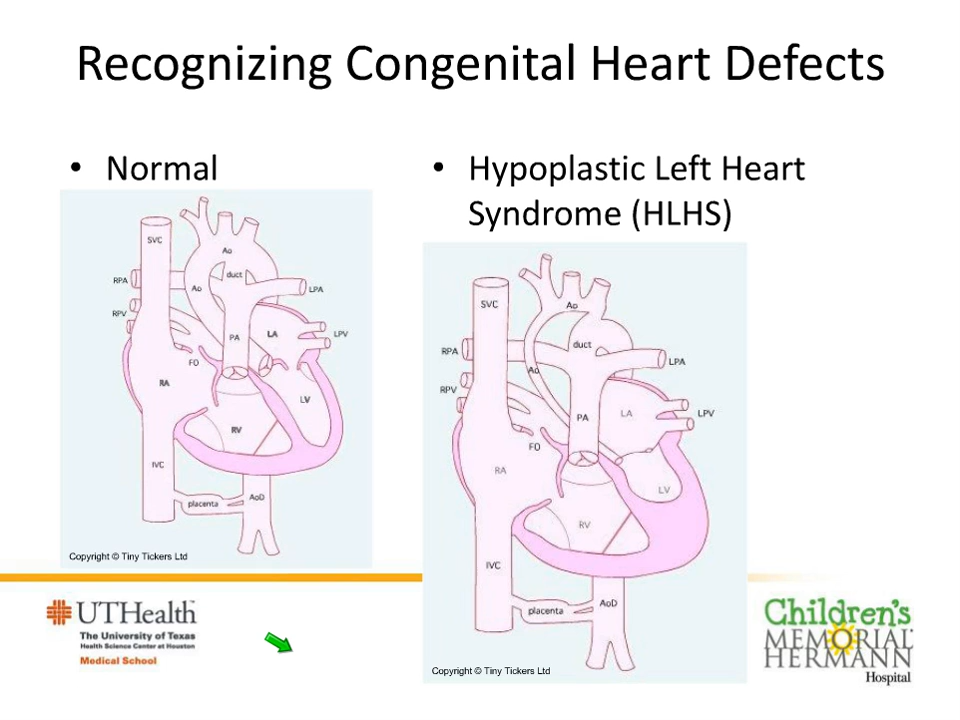 Recognizing Congenital Heart Defects
• Normal
SVC
Ao
duct
RPA
Ao
LPA
RPV
PA
LA
LPV
FO
RA
LV
RV
IVC
placenta
AoD
Copyright © Tiny Tickers Ltd
• Hypoplastic Left Heart
Syndrome (HLHS)
SVC
Ao
duct
RPA
LPA
Ao
RPV
PA
LA
LPV
FO
RA
LV
RV
IVC
placenta
AoD
Copyright © Tiny Tickers Ltd
UTHealth™
The University of Texas
Health Science Center at Houston
Medical School
Children's
MEMORIAL
HERMANN
Hospital